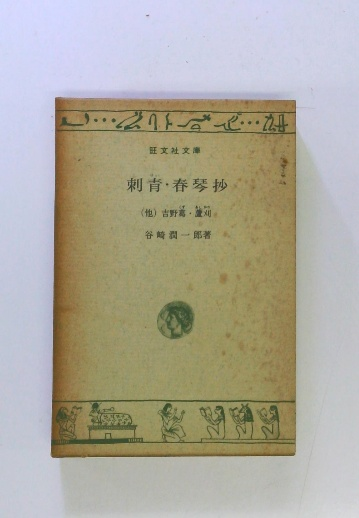 旺文社文庫
刺青・春琴抄
(他) 吉野葛・蘆刈
谷崎潤一郎著